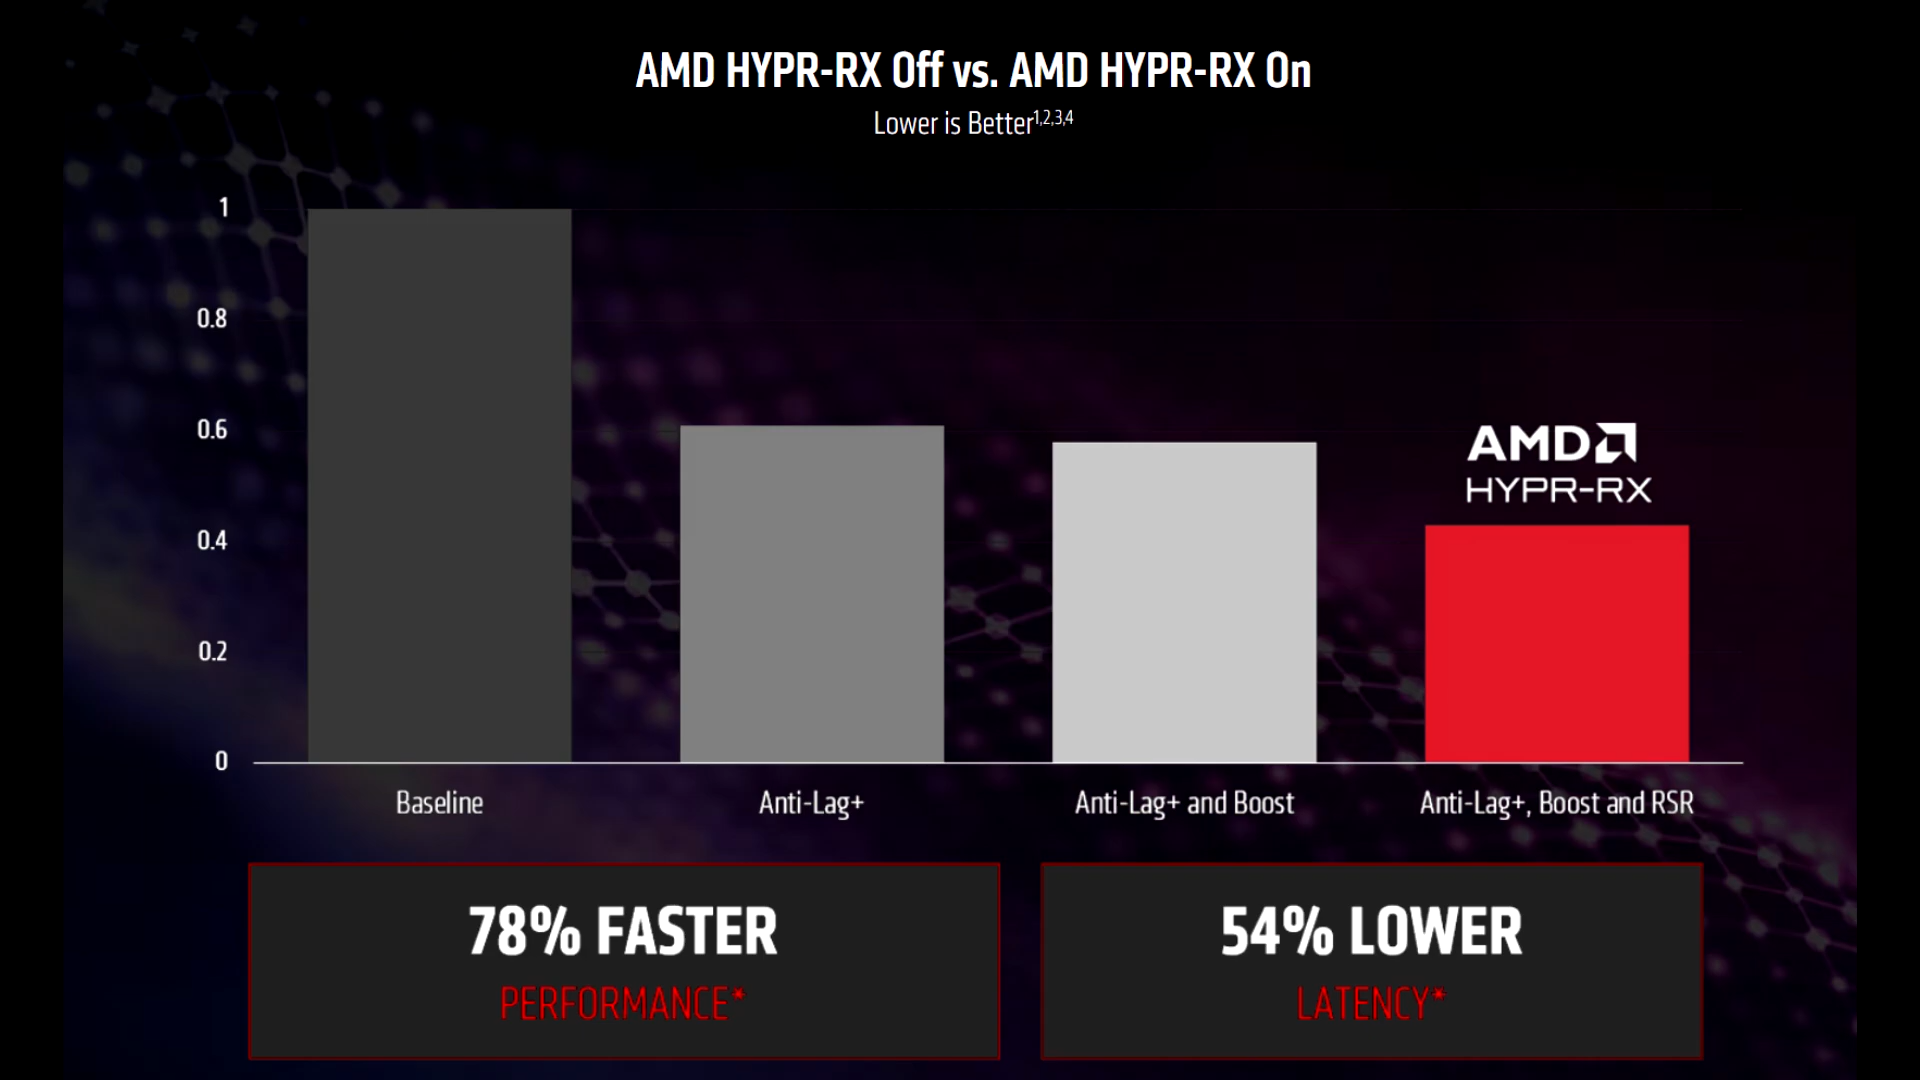 AMD HYPR-RX Off vs. AMD HYPR-RX On
Lower is Better1,2,3,4
1
0.8
0.6
0.4
0.2
0
AMD
HYPR-RX
Baseline
Anti-Lag+
Anti-Lag+ and Boost
Anti-Lag+, Boost and RSR
78% FASTER
PERFORMANCE*
54% LOWER
LATENCY*